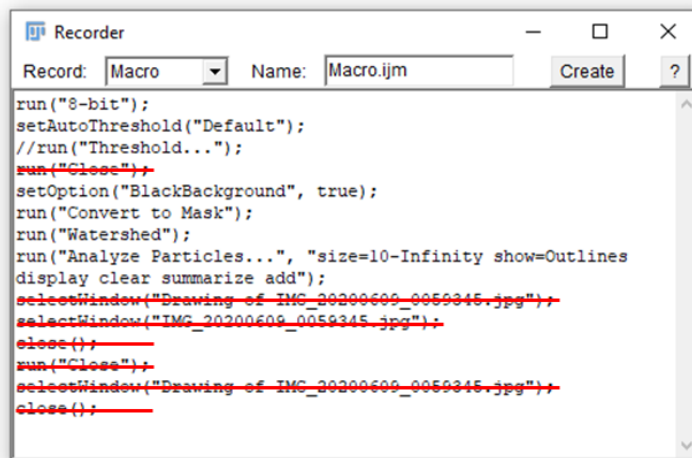 Recorder
Record: Macro Name: Macro.ijm Create ?
run("8-bit");
setAutoThreshold("Default");
//run("Threshold...");
run("Close");
setOption("BlackBackground", true);
run("Convert to Mask");
run("Watershed");
run("Analyze Particles...", "size=10-Infinity show=Outlines
display clear summarize add");
selectWindow("Drawing of IMG_20200609_0059345.jpg");
selectWindow("IMG_20200609_0059345.jpg");
close();
run("Close");
selectWindow("Drawing of IMG_20200609_0059345.jpg");
close();